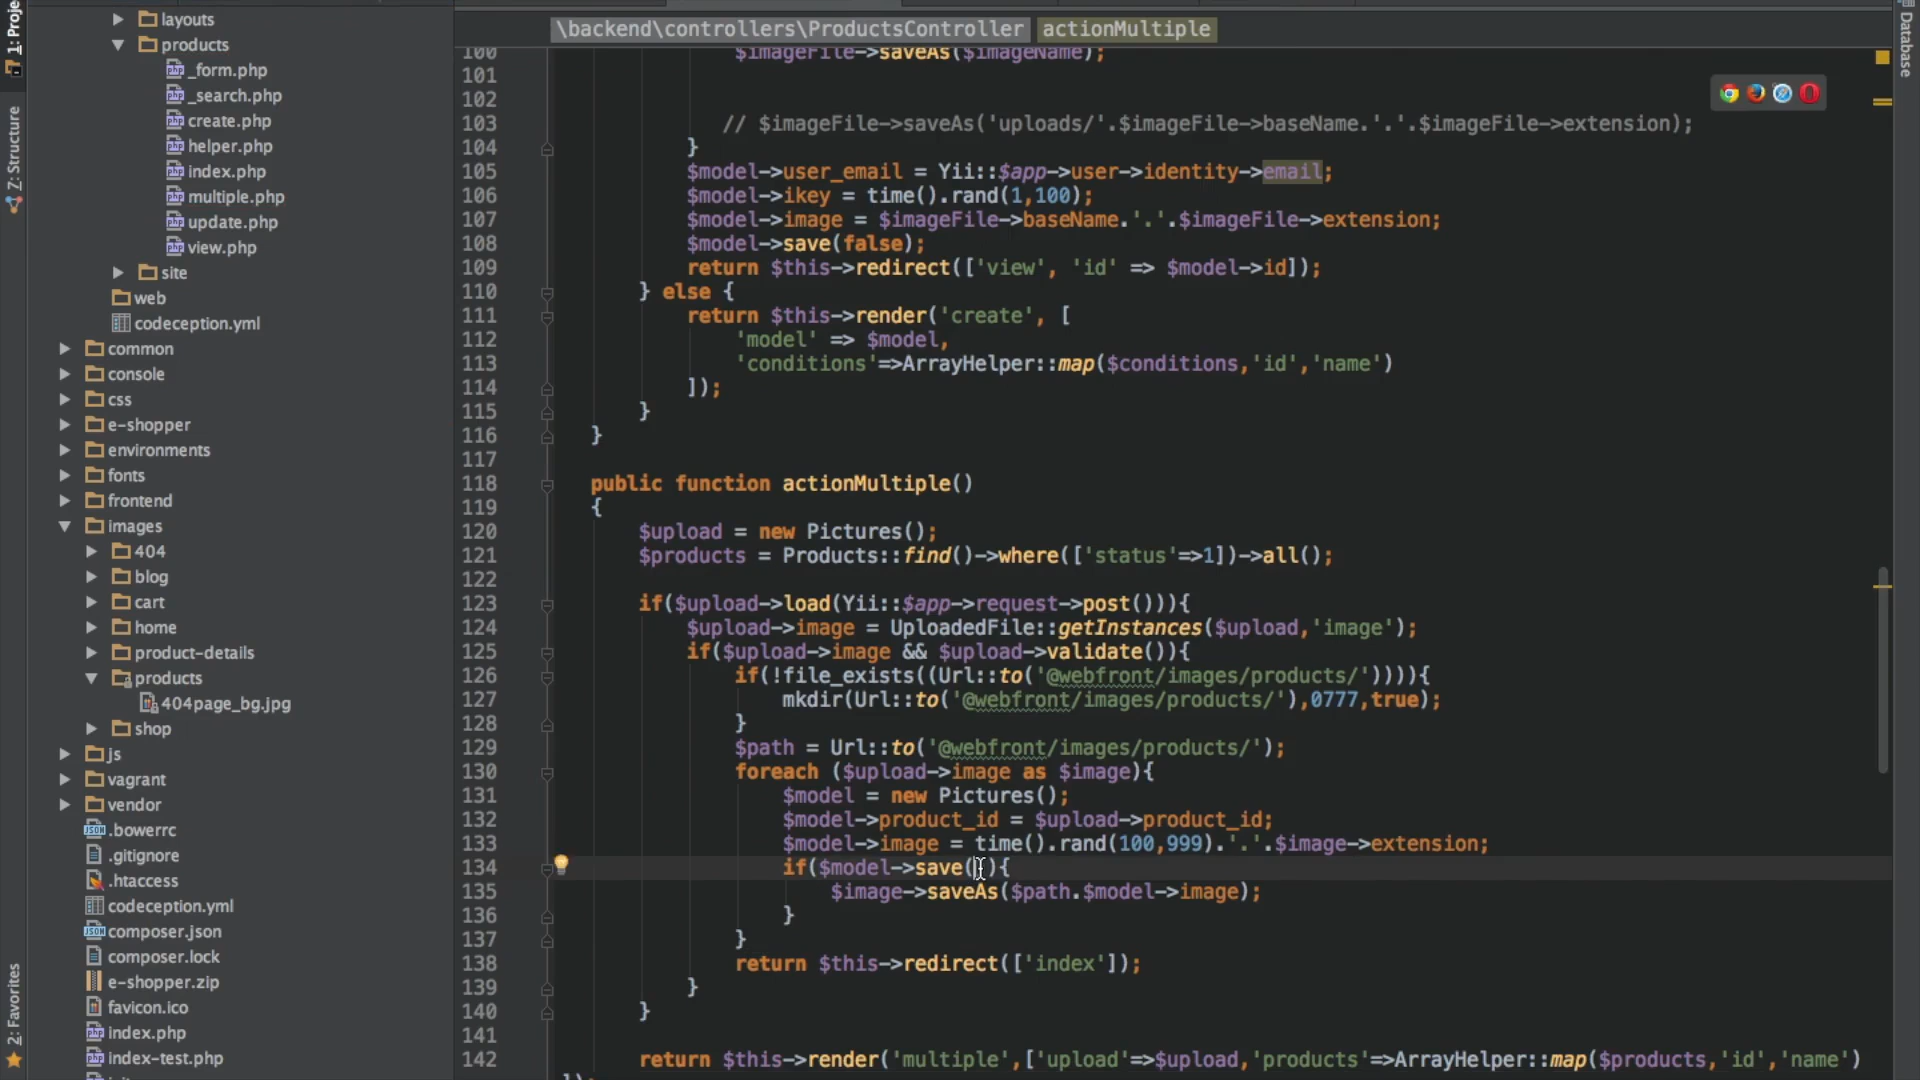 1: Proje
Z: Structure
2: Favorites
layouts
products
_form.php
_search.php
create.php
helper.php
index.php
multiple.php
update.php
view.php
site
web
codeception.yml
common
console
css
e-shopper
environments
fonts
frontend
images
404
blog
cart
home
product-details
products
404page_bg.jpg
shop
js
vagrant
vendor
.bowerrc
.gitignore
.htaccess
codeception.yml
composer.json
composer.lock
e-shopper.zip
favicon.ico
index.php
index-test.php
\backend\controllers\ProductsController actionMultiple
100 $imageFile->saveAs($imageName);
101
102
103 // $imageFile->saveAs('uploads/'.$imageFile->baseName.'.'.$imageFile->extension);
104 }
105 $model->user_email = Yii::$app->user->identity->email;
106 $model->ikey = time().rand(1,100);
107 $model->image = $imageFile->baseName.'.'.$imageFile->extension;
108 $model->save(false);
109 return $this->redirect(['view', 'id' => $model->id]);
110 } else {
111 return $this->render('create', [
112 'model' => $model,
113 'conditions'=>ArrayHelper::map($conditions,'id','name')
114 ]);
115 }
116 }
117
118 public function actionMultiple()
119 {
120 $upload = new Pictures();
121 $products = Products::find()->where(['status'=>1])->all();
122
123 if($upload->load(Yii::$app->request->post())){
124 $upload->image = UploadedFile::getInstances($upload,'image');
125 if($upload->image && $upload->validate()){
126 if(!file_exists((Url::to('@webfront/images/products/')))){
127 mkdir(Url::to('@webfront/images/products/'),0777,true);
128 }
129 $path = Url::to('@webfront/images/products/');
130 foreach ($upload->image as $image){
131 $model = new Pictures();
132 $model->product_id = $upload->product_id;
133 $model->image = time().rand(100,999).'.'.$image->extension;
134 if($model->save()){
135 $image->saveAs($path.$model->image);
136 }
137 }
138 return $this->redirect(['index']);
139 }
140 }
141
142 return $this->render('multiple',['upload'=>$upload,'products'=>ArrayHelper::map($products,'id','name')
Database